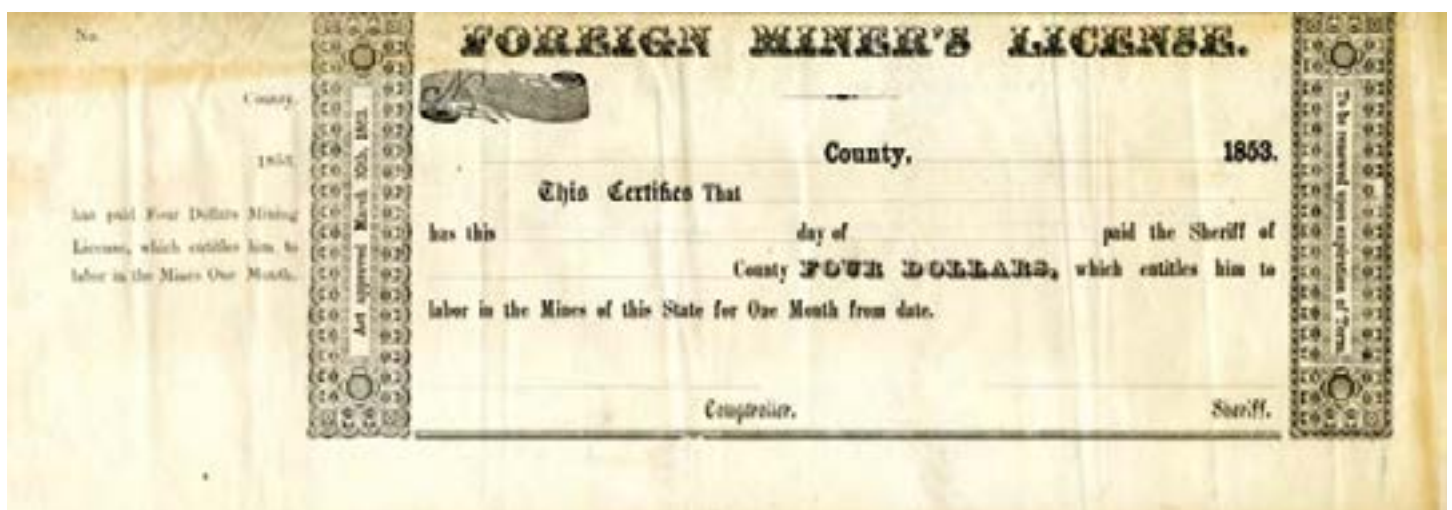 No.
County,
1853.
has paid Four Dollars Mining
License, which entitles him to
labor in the Mines One Month.
Act approved March 30th, 1853.
FOREIGN MINER'S LICENSE.
County, 1853.
This Certifies That
has this day of paid the Sheriff of
County FOUR DOLLARS, which entitles him to
labor in the Mines of this State for One Month from date.
Comptroller. Sheriff.
To be renewed upon expiration of Term.